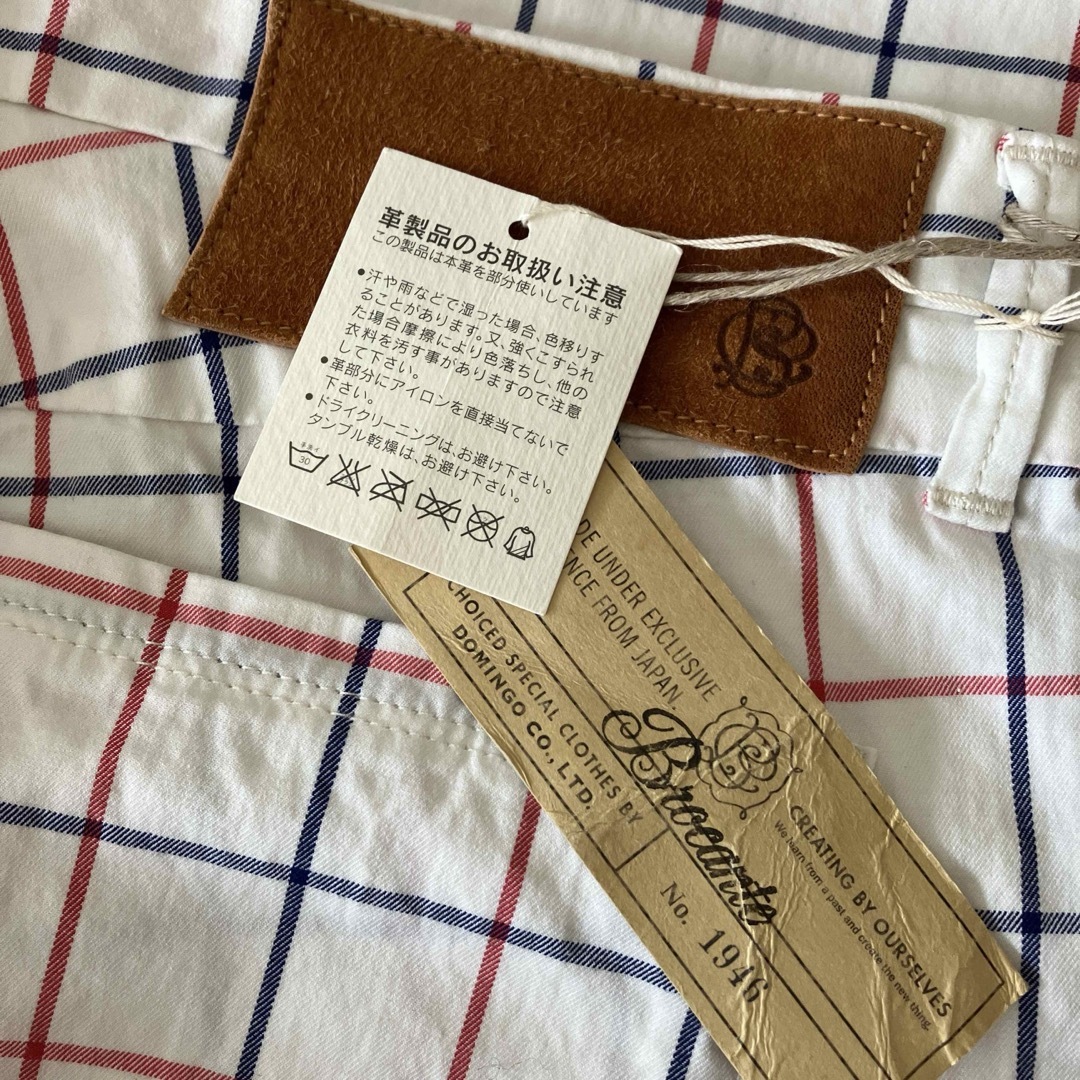 革製品のお取扱い注意
この製品は本革を部分使いしています
●汗や雨などで湿った場合、色移りす
ることがあります。又、強くこすられ
た場合摩擦により色落ちし、他の
衣料を汚す事がありますので注意
して下さい。
●革部分にアイロンを直接当てないで
下さい。
●ドライクリーニングは、お避け下さい。
タンブル乾燥は、お避け下さい。
30
DE UNDER EXCLUSIVE
NCE FROM JAPAN.
CHOICED SPECIAL CLOTHES BY
DOMINGO CO., LTD.
Brocante
No. 1946
CREATING BY OURSELVES
We learn from a past and create the new thing.